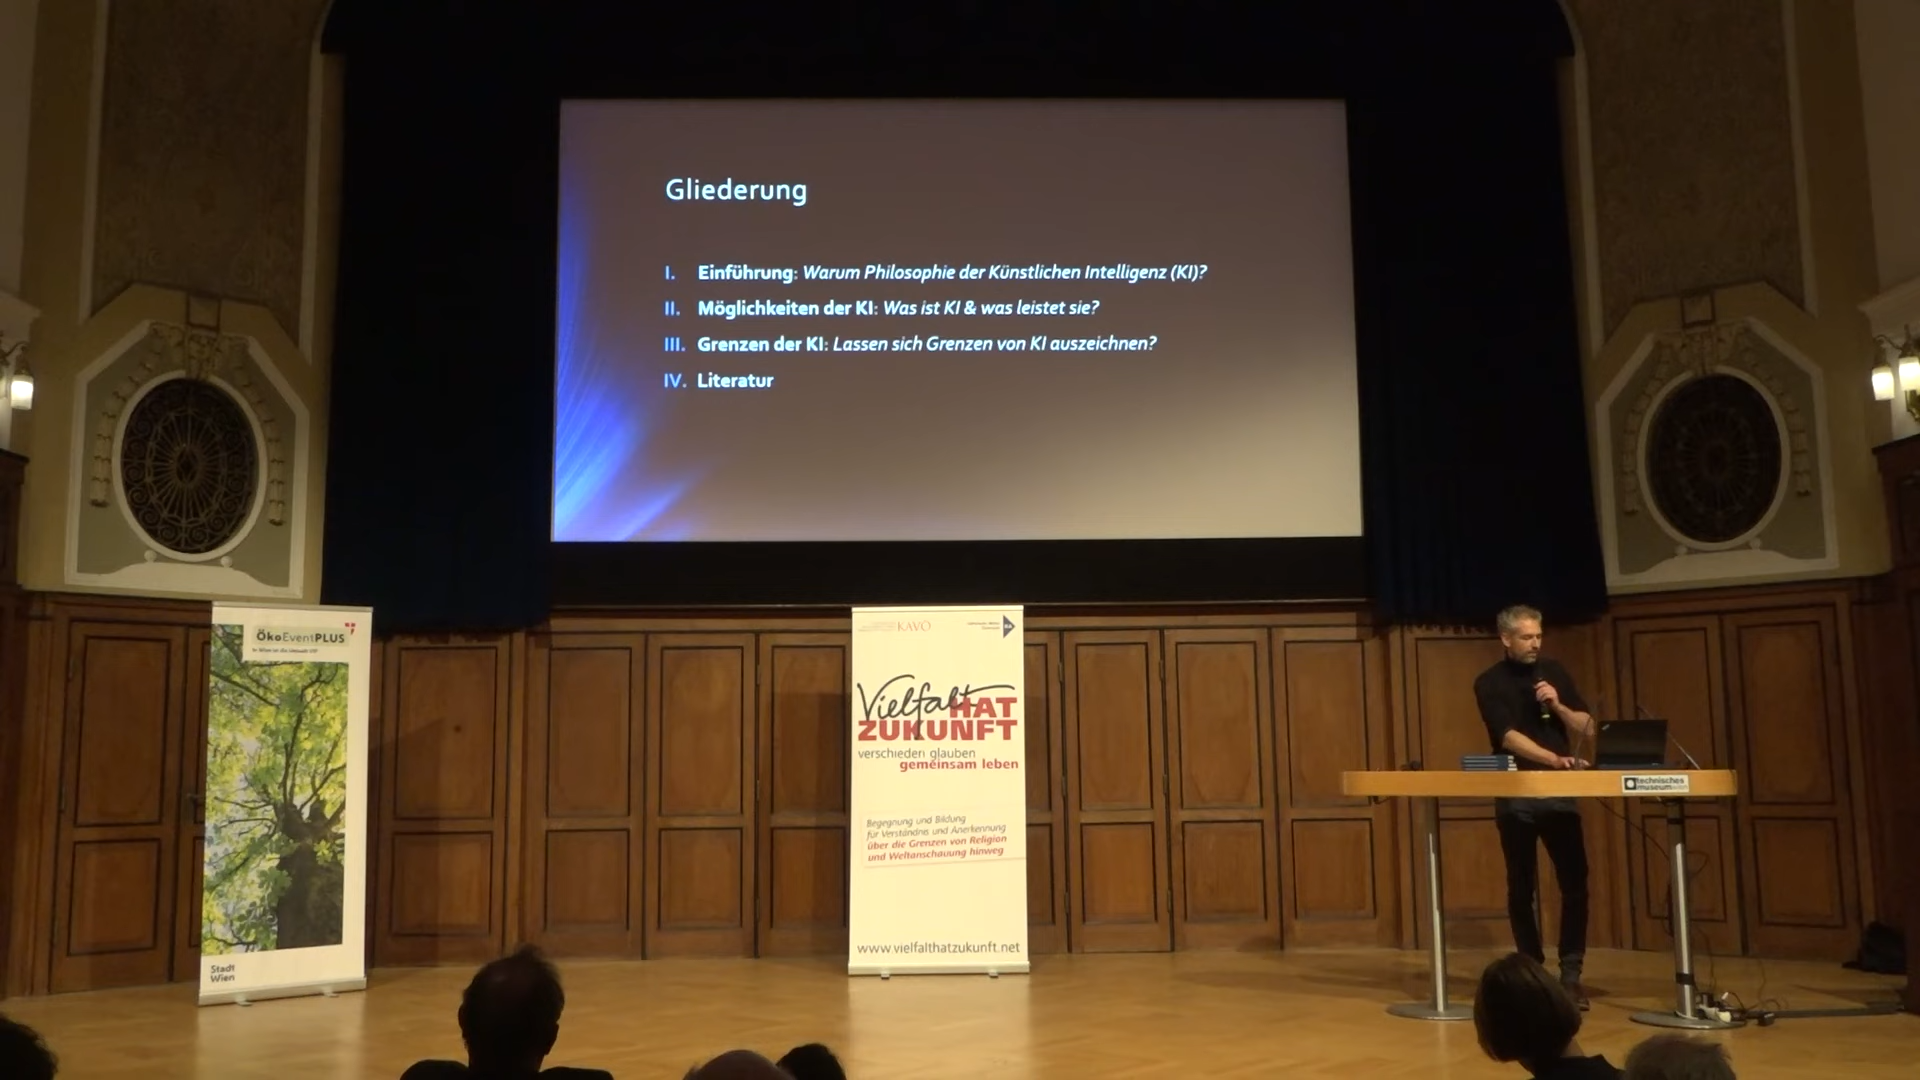 Gliederung
I. Einführung: Warum Philosophie der Künstlichen Intelligenz (KI)?
II. Möglichkeiten der KI: Was ist KI & was leistet sie?
III. Grenzen der KI: Lassen sich Grenzen von KI auszeichnen?
IV. Literatur
ÖkoEventPLUS
Stadt
Wien
KAVO
Vielfalt HAT
ZUKUNFT
verschieden glauben
gemeinsam leben
Begegnung und Bildung
für Verständnis und Anerkennung
über die Grenzen von Religion
und Weltanschauung hinweg
www.vielfalthatzukunft.net
technisches
museum